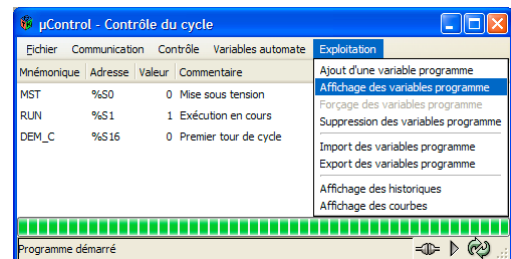 µControl - Contrôle du cycle
Fichier Communication Contrôle Variables automate Exploitation
Mnémonique Adresse Valeur Commentaire
MST %S0 0 Mise sous tension
RUN %S1 1 Exécution en cours
DEM_C %S16 0 Premier tour de cycle
Ajout d'une variable programme
Affichage des variables programme
Forçage des variables programme
Suppression des variables programme
Import des variables programme
Export des variables programme
Affichage des historiques
Affichage des courbes
Programme démarré